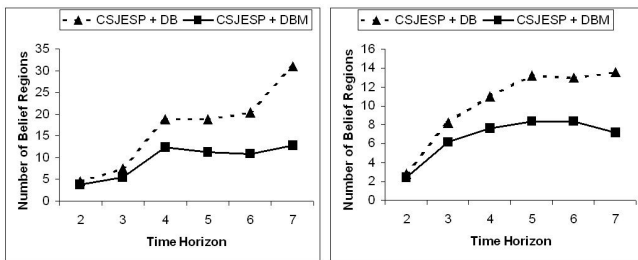 CSJESP + DB CSJESP + DBM
Number of Belief Regions
35
30
25
20
15
10
5
0
2 3 4 5 6 7
Time Horizon
CSJESP + DB CSJESP + DBM
Number of Belief Regions
16
14
12
10
8
6
4
2
0
2 3 4 5 6 7
Time Horizon